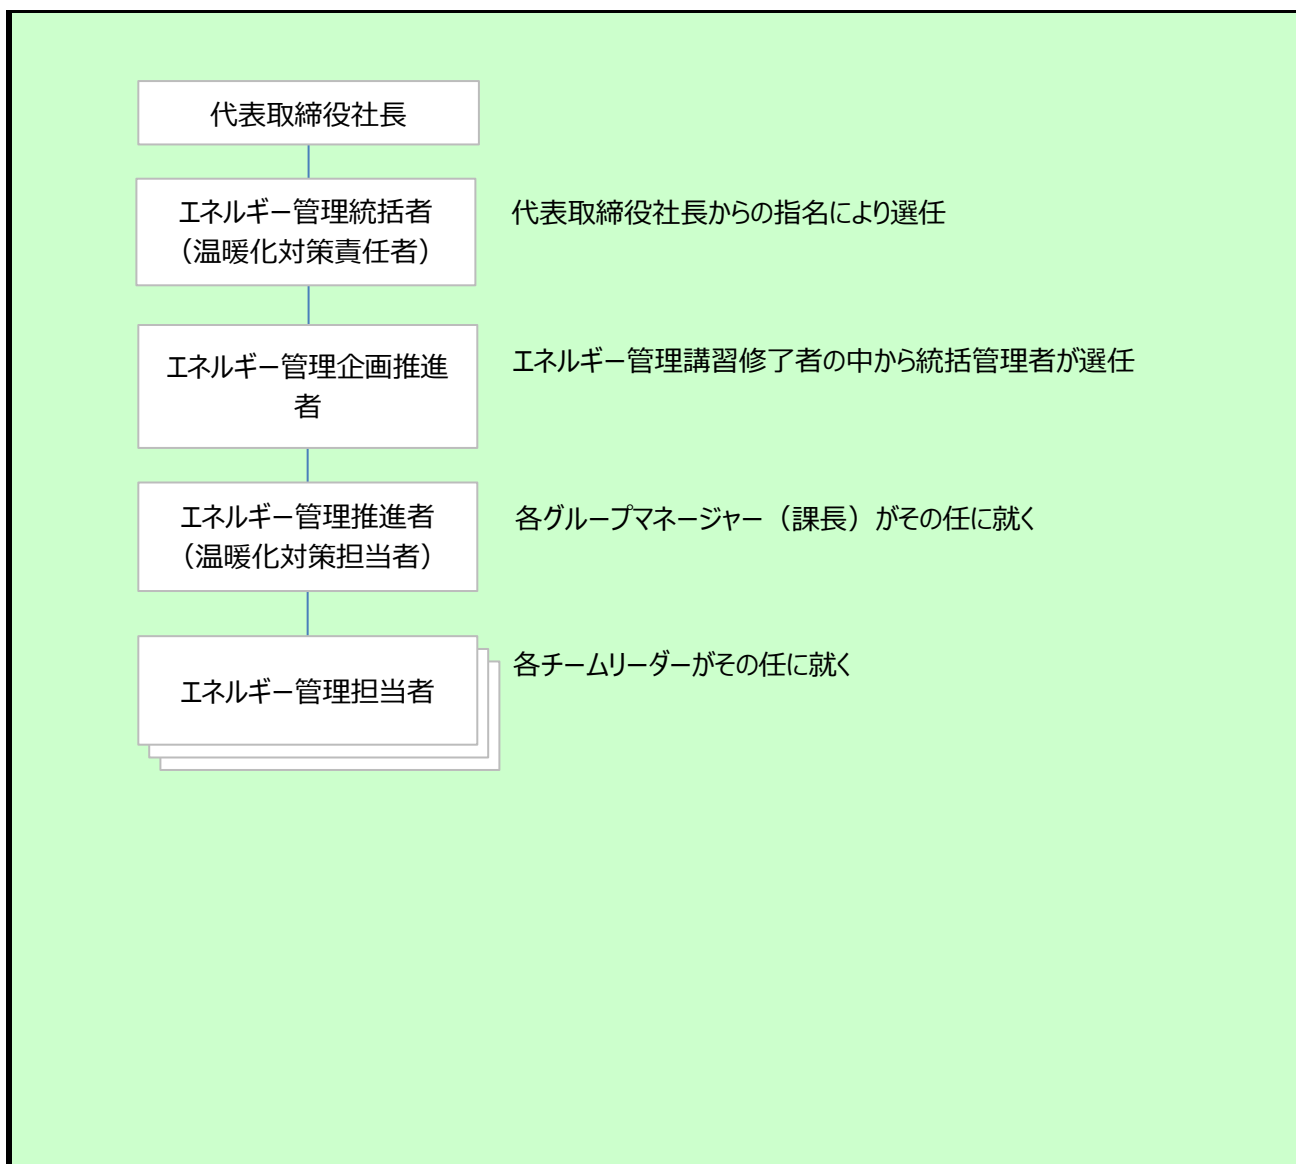 代表取締役社長
エネルギー管理統括者
（温暖化対策責任者）
代表取締役社長からの指名により選任
エネルギー管理企画推進
者
エネルギー管理講習修了者の中から統括管理者が選任
エネルギー管理推進者
（温暖化対策担当者）
各グループマネージャー（課長）がその任に就く
エネルギー管理担当者
各チームリーダーがその任に就く